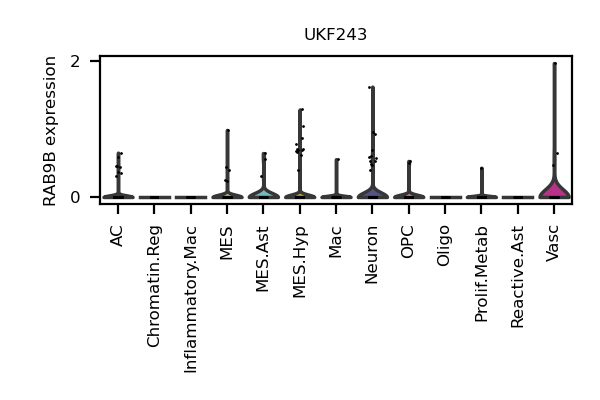 UKF243
RAB9B expression
2
0
AC
Chromatin.Reg
Inflammatory.Mac
MES
MES.Ast
MES.Hyp
Mac
Neuron
OPC
Oligo
Prolif.Metab
Reactive.Ast
Vasc